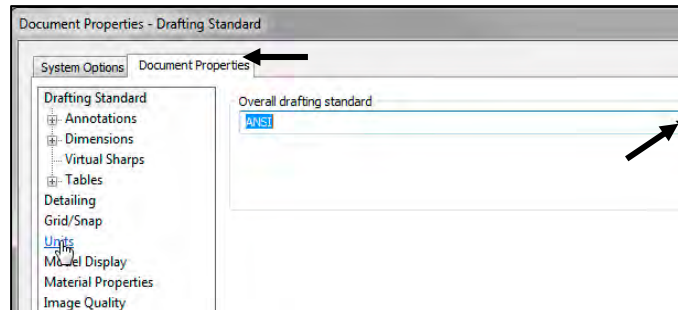 Document Properties - Drafting Standard
System Options Document Properties
Drafting Standard
Annotations
Dimensions
Virtual Sharps
Tables
Detailing
Grid/Snap
Units
Model Display
Material Properties
Image Quality
Overall drafting standard
ANSI